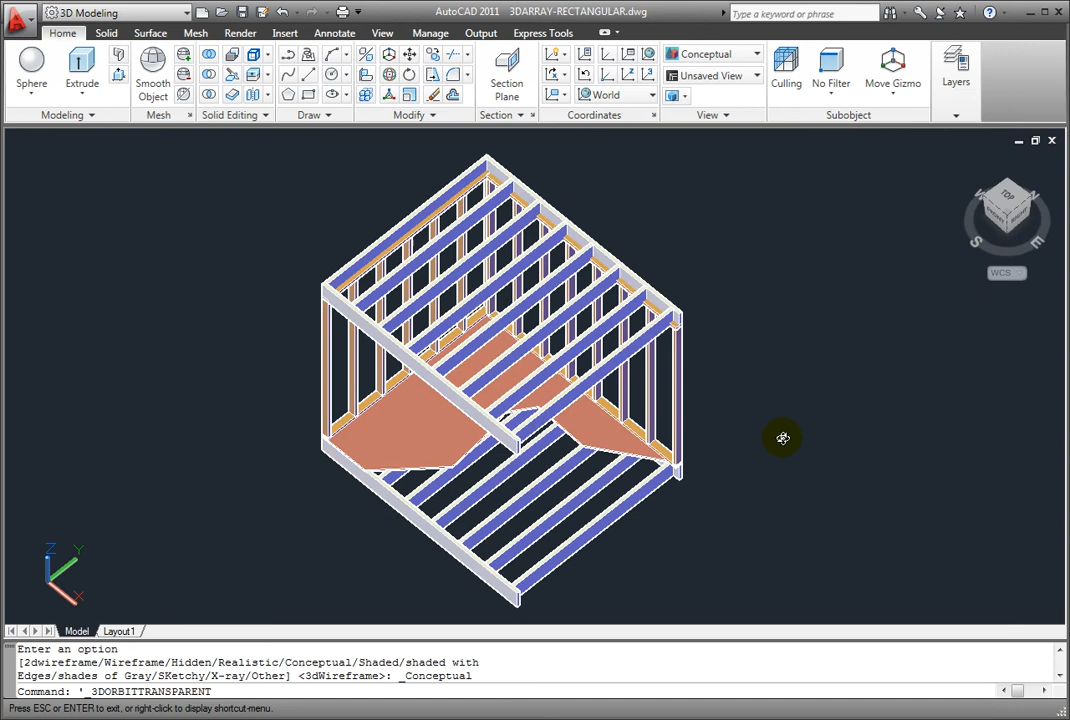 3D Modeling
AutoCAD 2011 3DARRAY-RECTANGULAR.dwg
Type a keyword or phrase
Home Solid Surface Mesh Render Insert Annotate View Manage Output Express Tools
Sphere
Extrude
Smooth
Object
Section
Plane
Conceptual
Unsaved View
World
Culling
No Filter
Move Gizmo
Layers
Modeling Mesh Solid Editing Draw Modify Section Coordinates View Subobject
TOP
N
S
E
WCS
Z
Y
X
Model Layout1
Enter an option
[2dwireframe/Wireframe/Hidden/Realistic/Conceptual/Shaded/shaded with
Edges/shades of Gray/SKetchy/X-ray/Other] <3dWireframe>: _Conceptual
Command: '_3DORBITTRANSPARENT
Press ESC or ENTER to exit, or right-click to display shortcut-menu.